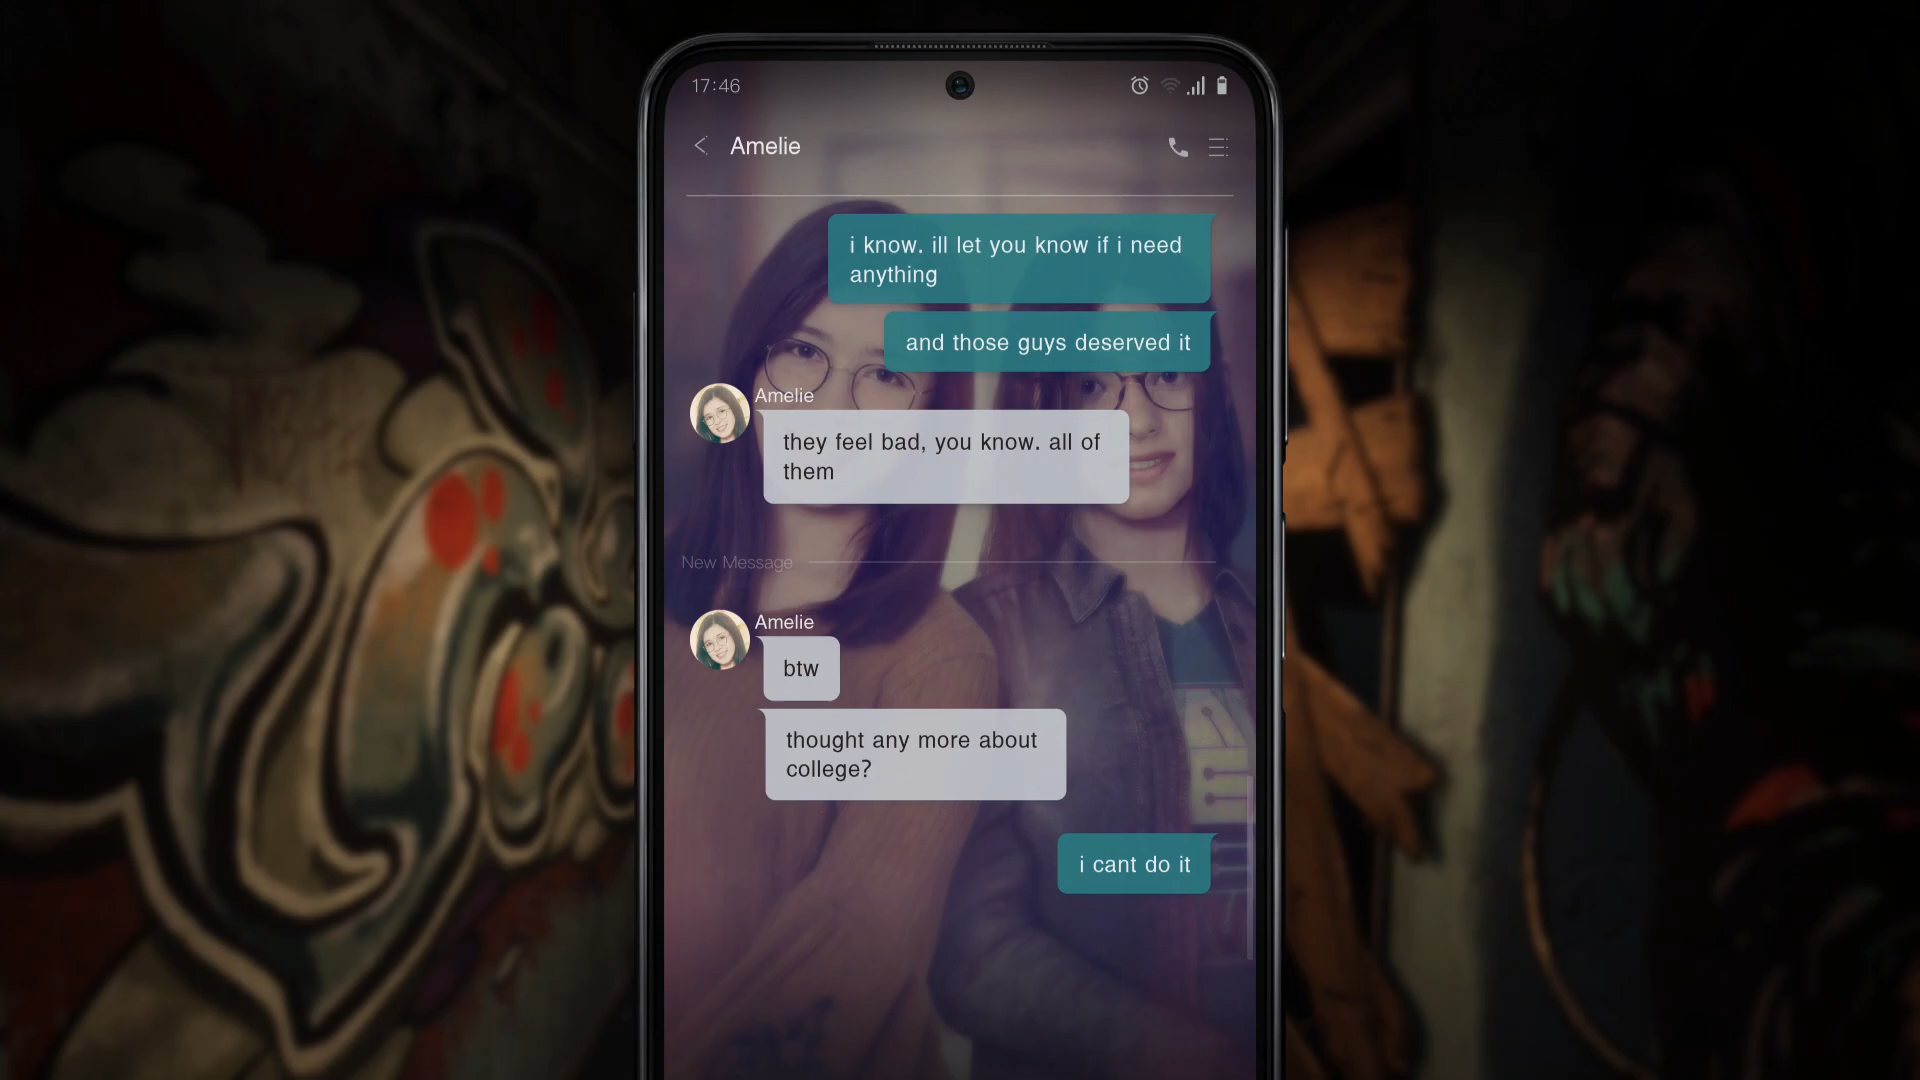 17:46
Amelie
i know. ill let you know if i need
anything
and those guys deserved it
Amelie
they feel bad, you know. all of
them
New Message
Amelie
btw
thought any more about
college?
i cant do it